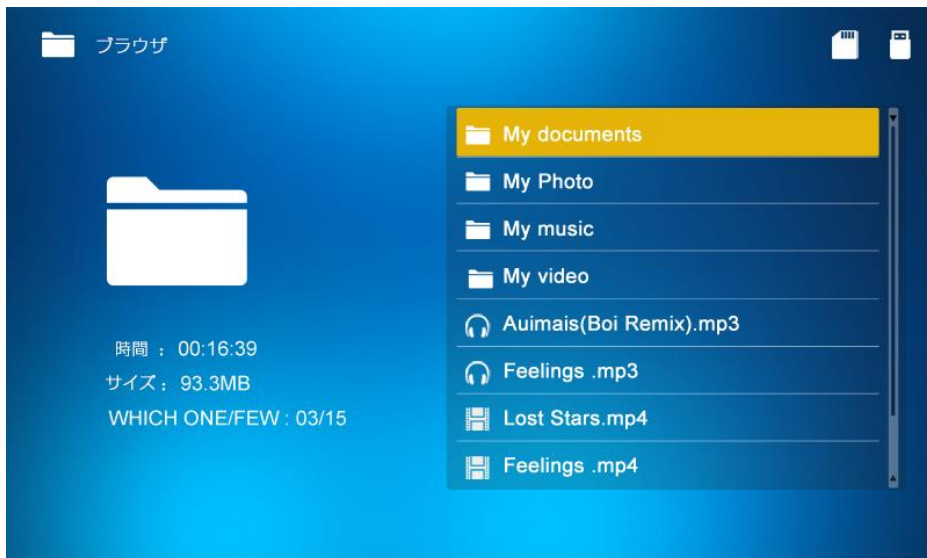 ブラウザ
My documents
My Photo
My music
My video
Auimais(Boi Remix).mp3
Feelings .mp3
Lost Stars.mp4
Feelings .mp4
時間 : 00:16:39
サイズ : 93.3MB
WHICH ONE/FEW : 03/15